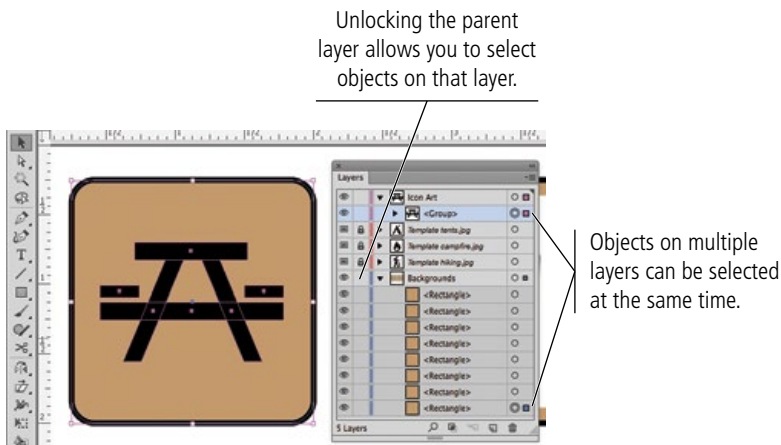 Unlocking the parent
layer allows you to select
objects on that layer.
Layers
Icon Art
<Group>
Template tents.jpg
Template campfire.jpg
Template hiking.jpg
Backgrounds
<Rectangle>
<Rectangle>
<Rectangle>
<Rectangle>
<Rectangle>
<Rectangle>
<Rectangle>
<Rectangle>
5 Layers
Objects on multiple
layers can be selected
at the same time.